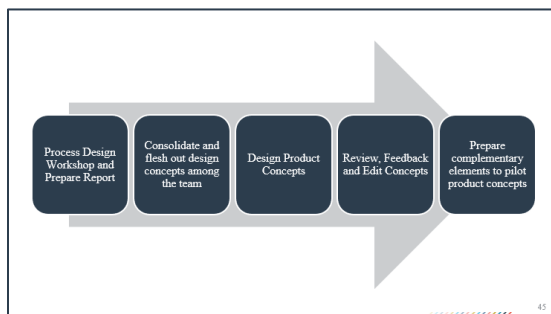 Process Design
Workshop and
Prepare Report
Consolidate and
flesh out design
concepts among
the team
Design Product
Concepts
Review, Feedback
and Edit Concepts
Prepare
complementary
elements to pilot
product concepts
45